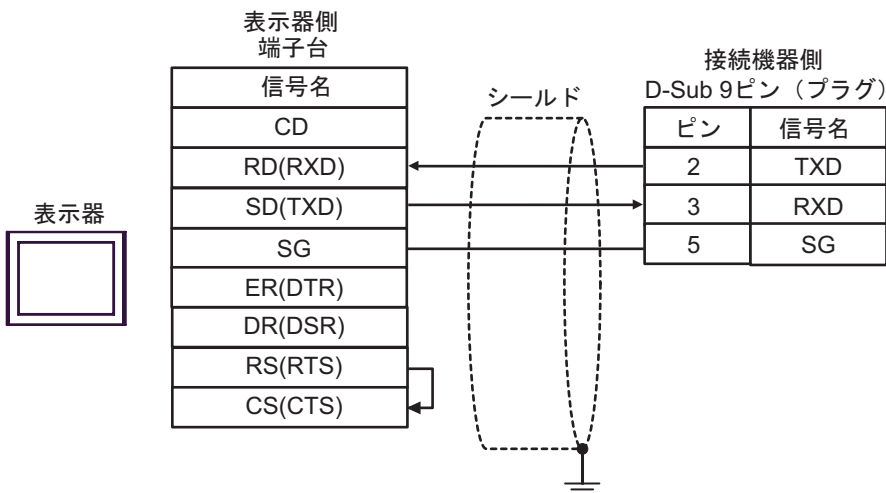 表示器側
端子台
信号名
CD
RD(RXD)
SD(TXD)
SG
ER(DTR)
DR(DSR)
RS(RTS)
CS(CTS)
表示器
シールド
接続機器側
D-Sub 9ピン（プラグ）
ピン 信号名
2 TXD
3 RXD
5 SG